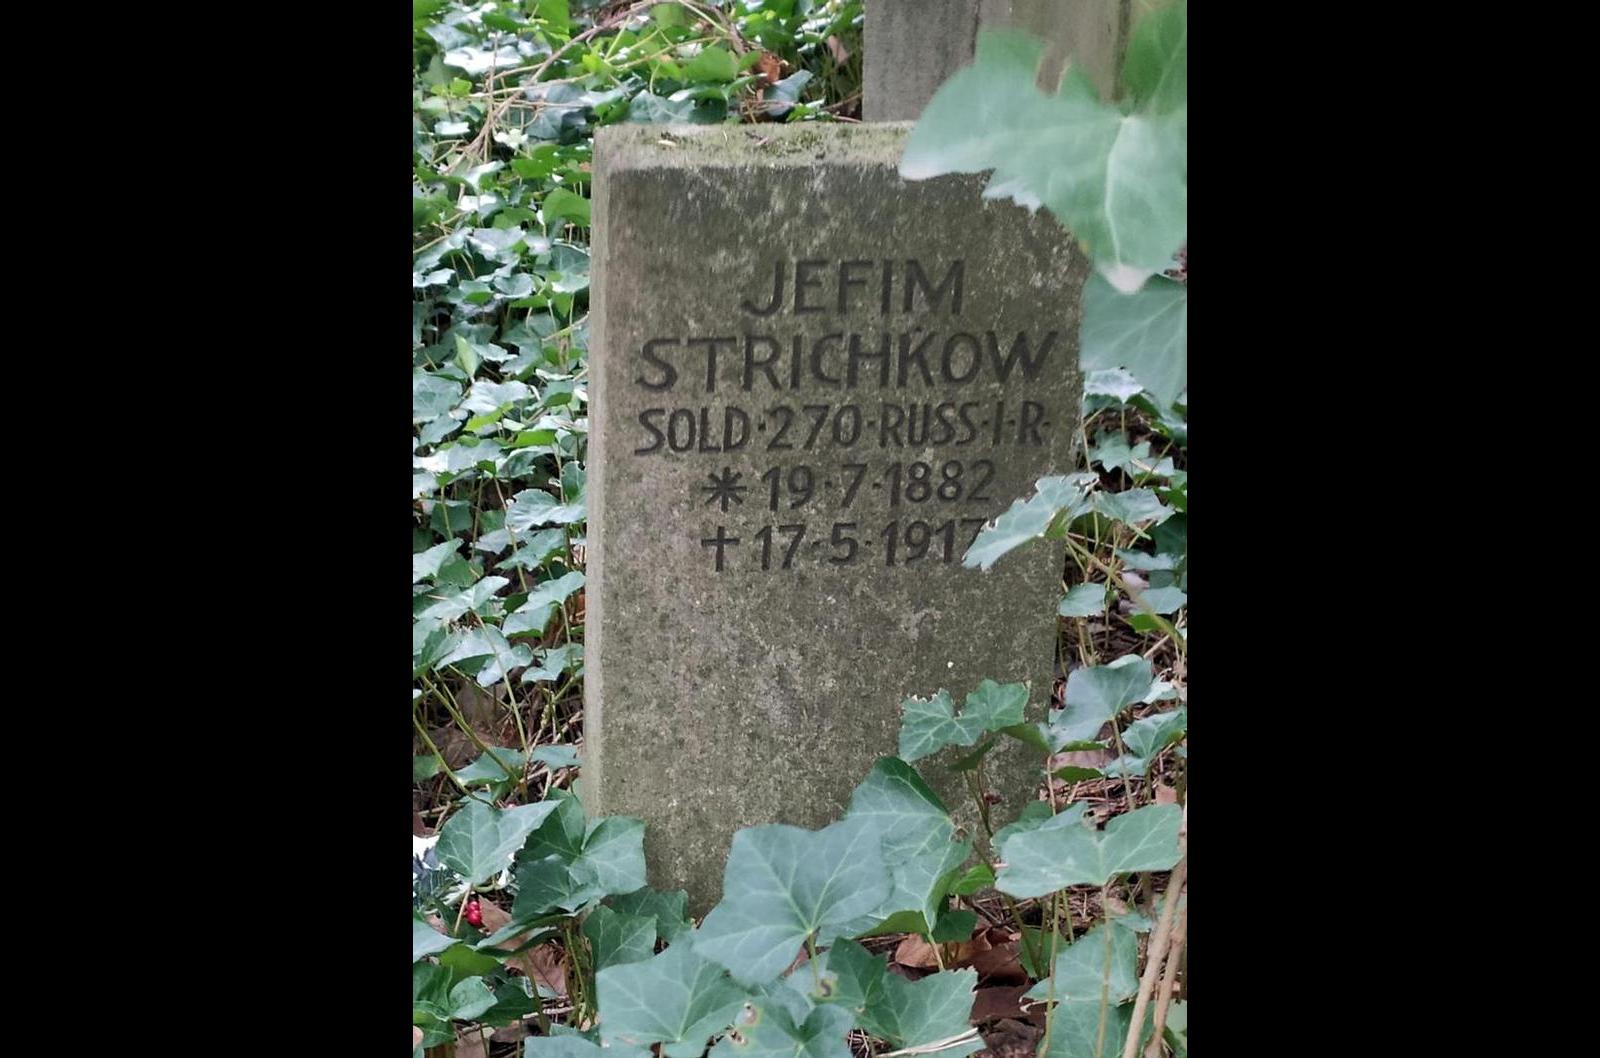 JEFIM
STRICHKOW
SOLD·270·RUSS·I·R·
* 19·7·1882
† 17·5·1917